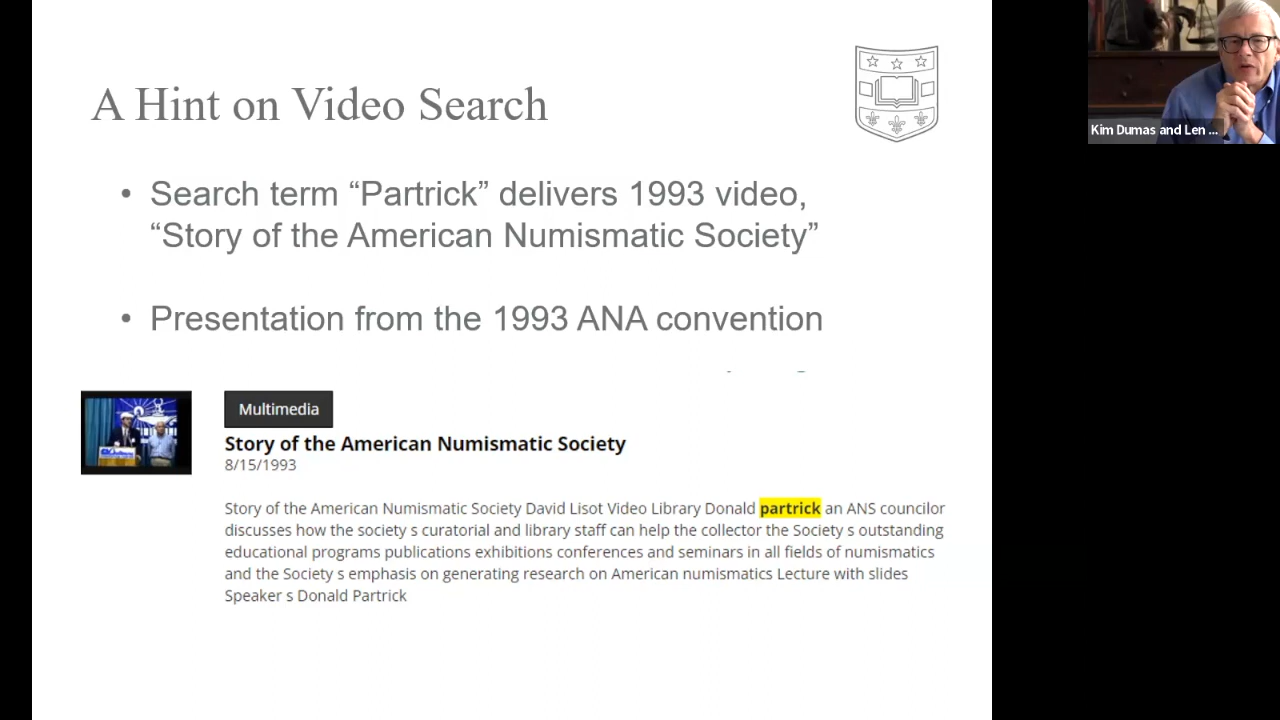 A Hint on Video Search
• Search term “Partrick” delivers 1993 video,
“Story of the American Numismatic Society”
• Presentation from the 1993 ANA convention
Multimedia
Story of the American Numismatic Society
8/15/1993
Story of the American Numismatic Society David Lisot Video Library Donald partrick an ANS councilor
discusses how the society s curatorial and library staff can help the collector the Society s outstanding
educational programs publications exhibitions conferences and seminars in all fields of numismatics
and the Society s emphasis on generating research on American numismatics Lecture with slides
Speaker s Donald Partrick
Kim Dumas and Len ...